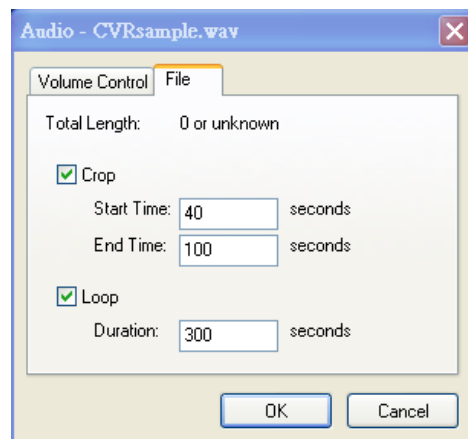 Audio - CVRsample.wav
Volume Control File
Total Length: 0 or unknown
Crop
Start Time: 40 seconds
End Time: 100 seconds
Loop
Duration: 300 seconds
OK Cancel